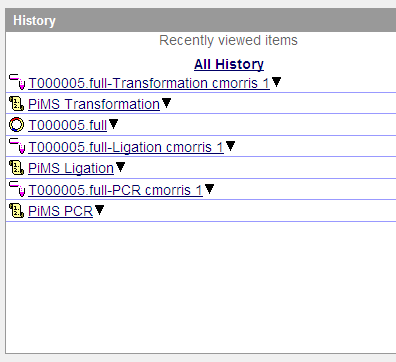 History
Recently viewed items
All History
T000005.full-Transformation cmorris 1
PiMS Transformation
T000005.full
T000005.full-Ligation cmorris 1
PiMS Ligation
T000005.full-PCR cmorris 1
PiMS PCR